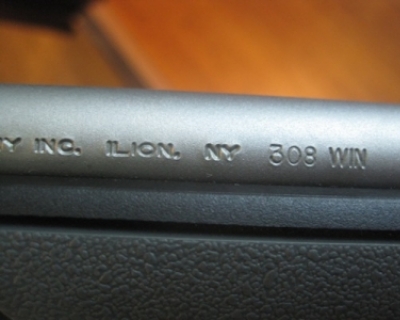 Y INC. ILION, NY 308 WIN